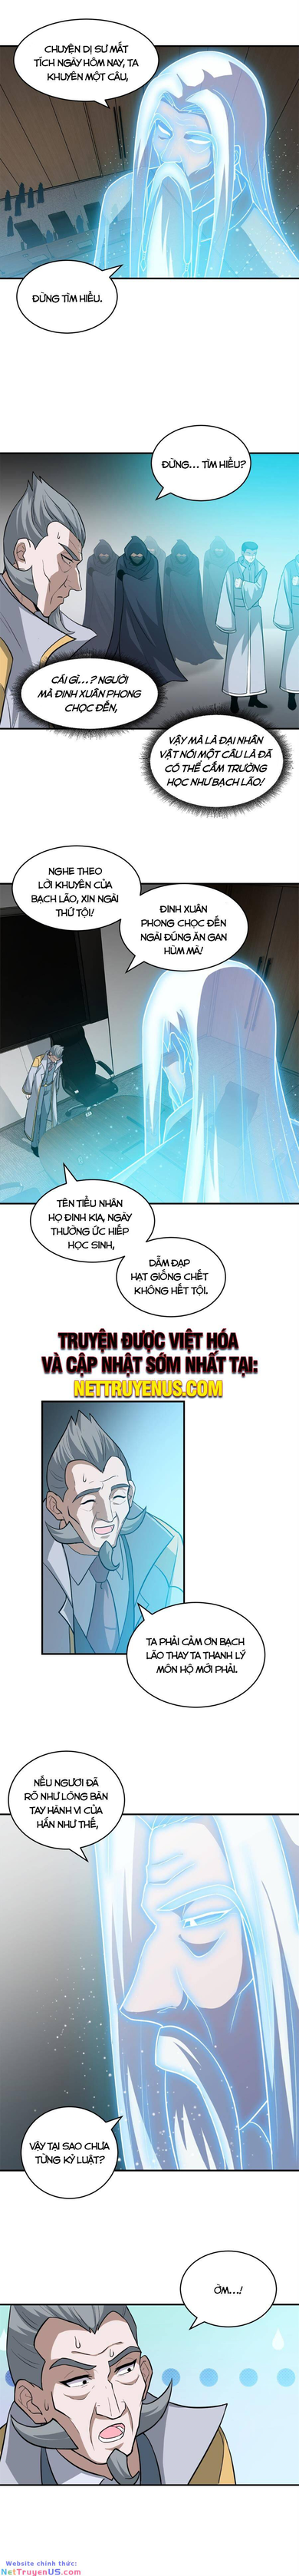 CHUYỆN DỊ SƯ MẤT
TÍCH NGÀY HÔM NAY, TA
KHUYÊN MỘT CÂU,
ĐỪNG TÌM HIỂU.
ĐỪNG... TÌM HIỂU?
CÁI GÌ...? NGƯỜI
MÀ ĐINH XUÂN PHONG
CHỌC ĐẾN,
VẬY MÀ LÀ ĐẠI NHÂN
VẬT NÓI MỘT CÂU LÀ ĐÃ
CÓ THỂ CẤM TRƯỜNG
HỌC NHƯ BẠCH LÃO!
NGHE THEO
LỜI KHUYÊN CỦA
BẠCH LÃO, XIN NGÀI
THỨ TỘI!
ĐINH XUÂN
PHONG CHỌC ĐẾN
NGÀI ĐÚNG ĂN GAN
HÙM MÀ!
TÊN TIỂU NHÂN
HỌ ĐINH KIA, NGÀY
THƯỜNG ỨC HIẾP
HỌC SINH,
DẪM ĐẠP
HẠT GIỐNG CHẾT
KHÔNG HẾT TỘI.
TRUYỆN ĐƯỢC VIỆT HÓA
VÀ CẬP NHẬT SỚM NHẤT TẠI:
NETTRUYENUS.COM
TA PHẢI CẢM ƠN BẠCH
LÃO THAY TA THANH LÝ
MÔN HỘ MỚI PHẢI.
NẾU NGƯƠI ĐÃ
RÕ NHƯ LÒNG BÀN
TAY HÀNH VI CỦA
HẮN NHƯ THẾ,
VẬY TẠI SAO CHƯA
TỪNG KỶ LUẬT?
ỜM...!
Website chính thức:
NetTruyenUS.com